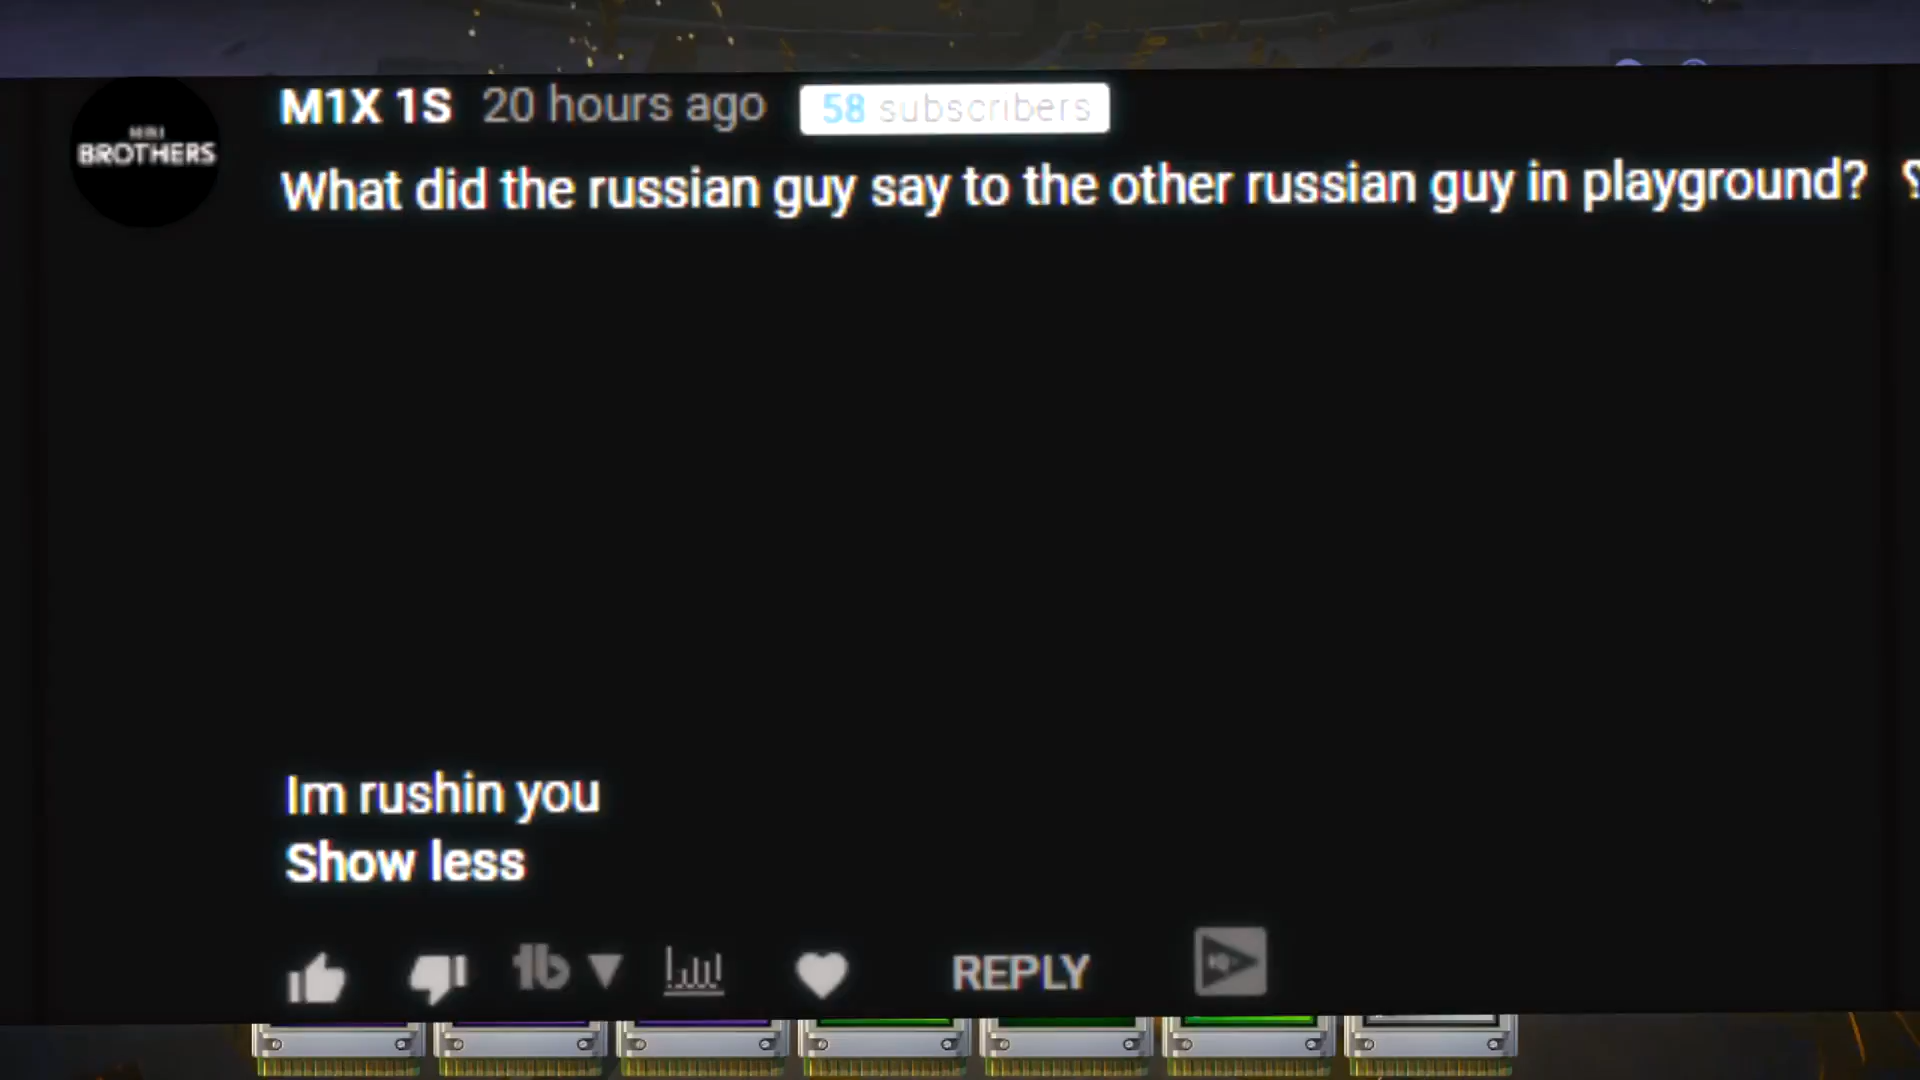 M1X 1S 20 hours ago 58 subscribers
BROTHERS
What did the russian guy say to the other russian guy in playground?
Im rushin you
Show less
REPLY